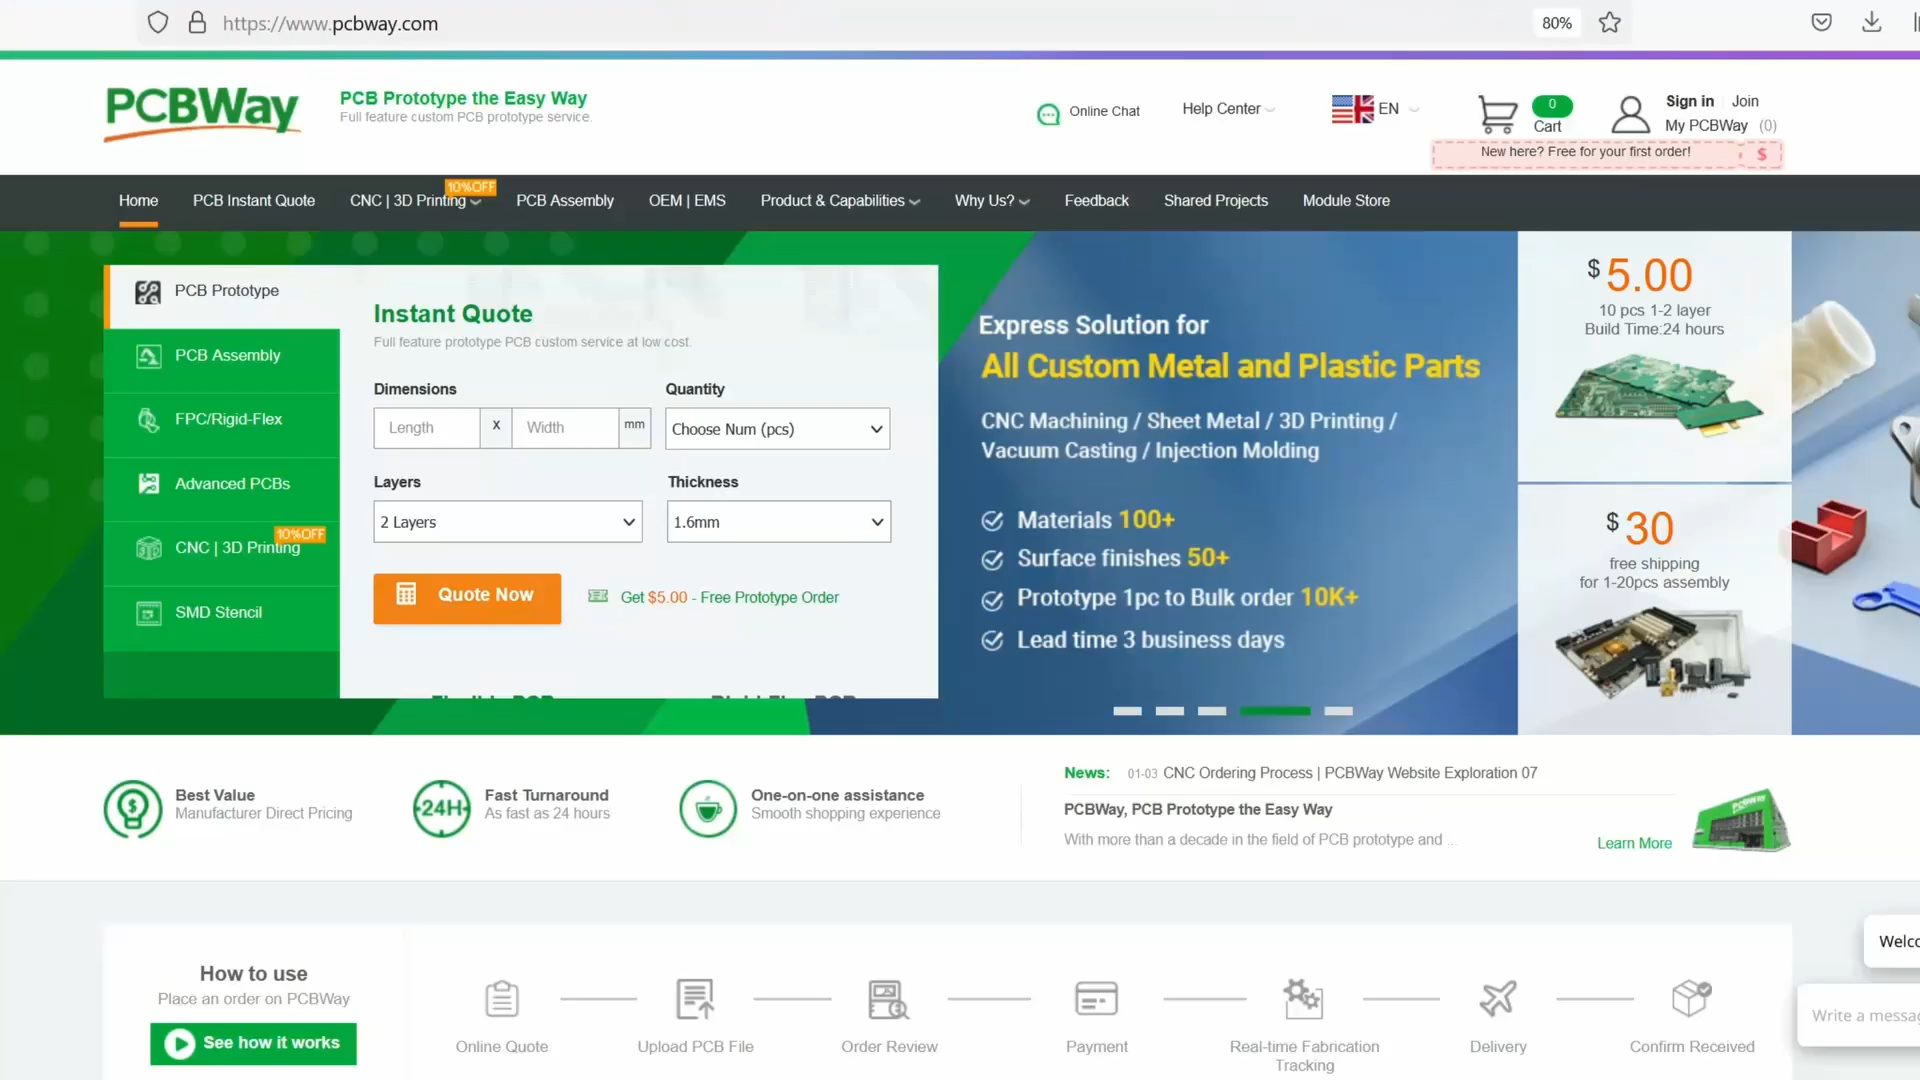 https://www.pcbway.com
80%
PCBWay
PCB Prototype the Easy Way
Full feature custom PCB prototype service.
Online Chat
Help Center
EN
0
Cart
Sign in Join
My PCBWay (0)
New here? Free for your first order!
$
Home
PCB Instant Quote
CNC | 3D Printing
10%OFF
PCB Assembly
OEM | EMS
Product & Capabilities
Why Us?
Feedback
Shared Projects
Module Store
PCB Prototype
PCB Assembly
FPC/Rigid-Flex
Advanced PCBs
10%OFF
CNC | 3D Printing
SMD Stencil
Instant Quote
Full feature prototype PCB custom service at low cost.
Dimensions
Quantity
Length
x
Width
mm
Choose Num (pcs)
Layers
Thickness
2 Layers
1.6mm
Quote Now
Get $5.00 - Free Prototype Order
Express Solution for
All Custom Metal and Plastic Parts
CNC Machining / Sheet Metal / 3D Printing /
Vacuum Casting / Injection Molding
Materials 100+
Surface finishes 50+
Prototype 1pc to Bulk order 10K+
Lead time 3 business days
$ 5.00
10 pcs 1-2 layer
Build Time:24 hours
$ 30
free shipping
for 1-20pcs assembly
Best Value
Manufacturer Direct Pricing
24H
Fast Turnaround
As fast as 24 hours
One-on-one assistance
Smooth shopping experience
News: 01-03 CNC Ordering Process | PCBWay Website Exploration 07
PCBWay, PCB Prototype the Easy Way
With more than a decade in the field of PCB prototype and ...
Learn More
How to use
Place an order on PCBWay
See how it works
Online Quote
Upload PCB File
Order Review
Payment
Real-time Fabrication
Tracking
Delivery
Confirm Received
Welco
Write a messag